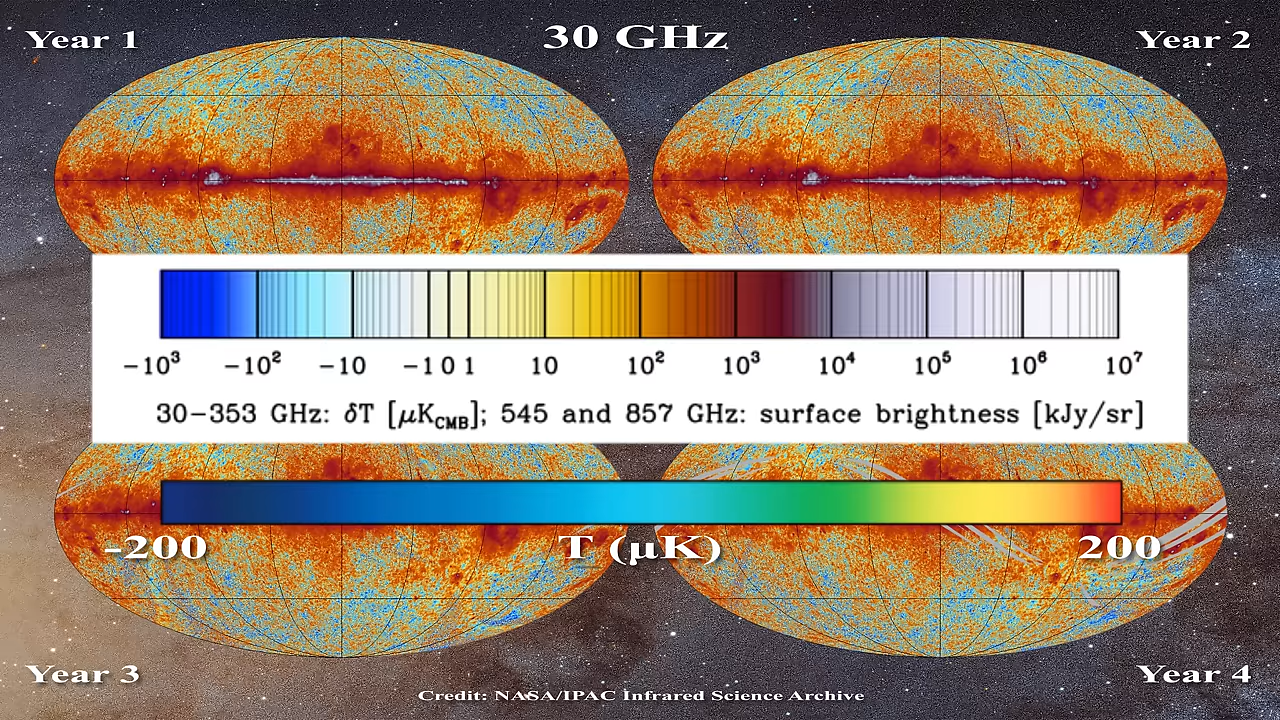 Year 1
30 GHz
Year 2
−10³ −10² −10 −1 0 1 10 10² 10³ 10⁴ 10⁵ 10⁶ 10⁷
30−353 GHz: δT [μK_CMB]; 545 and 857 GHz: surface brightness [kJy/sr]
-200 T (μK) 200
Year 3
Year 4
Credit: NASA/IPAC Infrared Science Archive